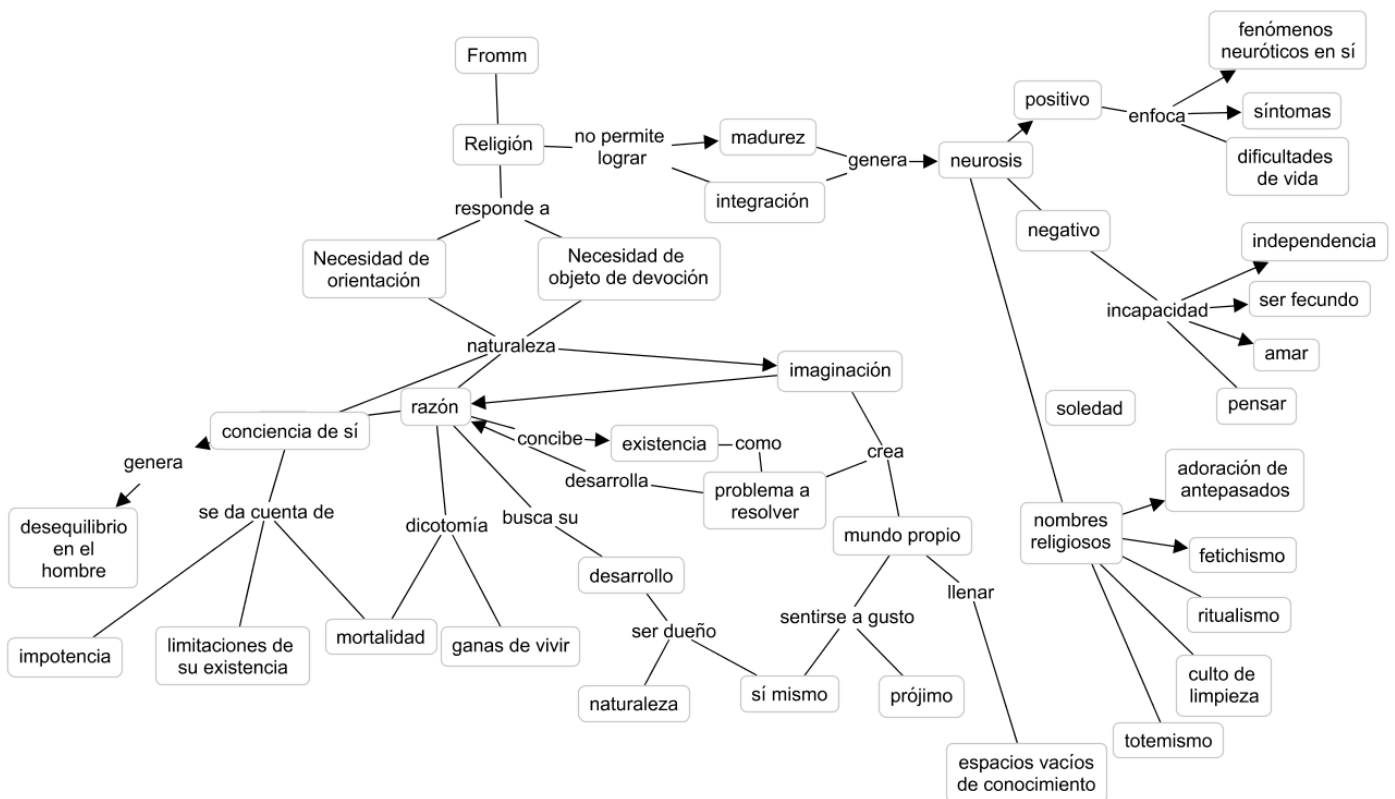 Fromm
Religión
no permite
lograr
madurez
integración
genera
neurosis
positivo
enfoca
fenómenos
neuróticos en sí
síntomas
dificultades
de vida
negativo
incapacidad
independencia
ser fecundo
amar
pensar
soledad
nombres
religiosos
adoración de
antepasados
fetichismo
ritualismo
culto de
limpieza
totemismo
responde a
Necesidad de
orientación
Necesidad de
objeto de devoción
naturaleza
imaginación
razón
conciencia de sí
genera
desequilibrio
en el
hombre
se da cuenta de
impotencia
limitaciones de
su existencia
mortalidad
dicotomía
ganas de vivir
concibe
existencia
como
problema a
resolver
desarrolla
crea
busca su
desarrollo
ser dueño
naturaleza
sí mismo
mundo propio
sentirse a gusto
prójimo
llenar
espacios vacíos
de conocimiento